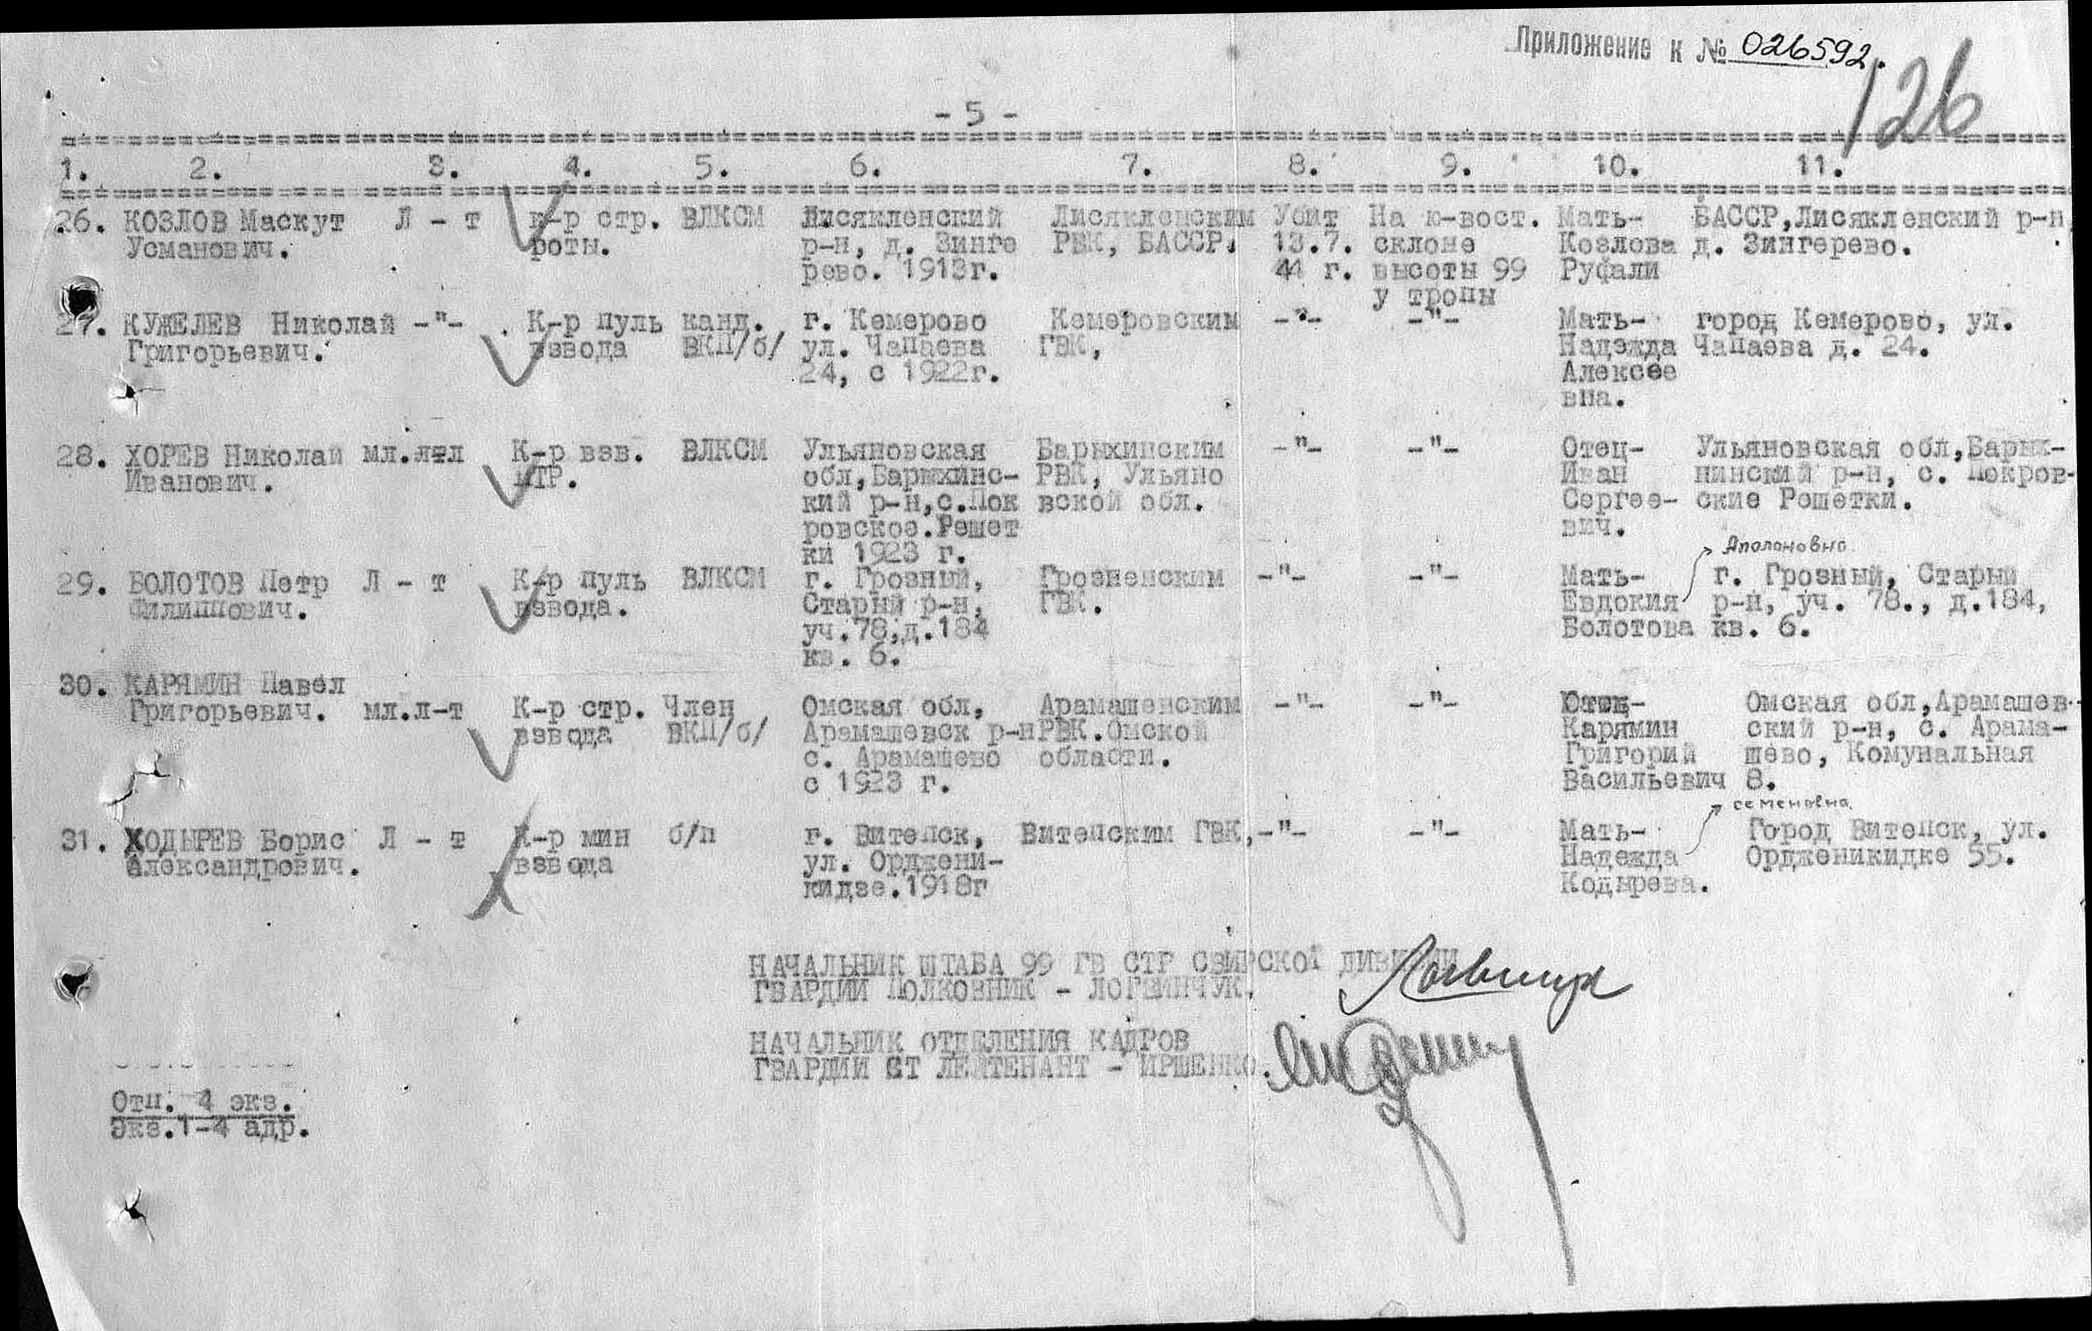 Приложение к № 026592.
126
- 5 -
1. 2. 3. 4. 5. 6. 7. 8. 9. 10. 11.
26. КОЗЛОВ Маскут Л - т к-р стр. ВЛКСМ Лисякленский Лисякленским Убит На ю-вост. Мать- БАССР,Лисякленский р-н,
Усманович. роты. р-н, д. Зинге РВК, БАССР. 13.7. склоне Козлова д. Зингерево.
рево. 1913г. 44 г. высоты 99 Руфали
у тропы
27. КУЖЕЛЕВ Николай -"- К-р пуль канд. г. Кемерово Кемеровским -"- -"- Мать- город Кемерово, ул.
Григорьевич. взвода ВКП/б/ ул. Чапаева ГВК, Надежда Чапаева д. 24.
24, с 1922г. Алексее
вна.
28. ХОРЕВ Николай мл.л-т К-р взв. ВЛКСМ Ульяновская Барыхинским -"- -"- Отец- Ульяновская обл,Барых-
Иванович. ПТР. обл,Барыхинс- РВК, Ульяно Иван нинский р-н, с. Покров-
кий р-н,с.Пок вской обл. Сергее- ские Решетки.
ровское.Решет вич.
ки 1923 г.
Аполоновна
29. БОЛОТОВ Петр Л - т К-р пуль ВЛКСМ г. Грозный, Грозненским -"- -"- Мать- г. Грозный, Старый
Филиппович. взвода. Старый р-н, ГВК. Евдокия р-н, уч. 78., д.184,
уч.78,д.184 Болотова кв. 6.
кв. 6.
30. КАРЯМИН Павел
Григорьевич. мл.л-т К-р стр. Член Омская обл, Арамашенским -"- -"- Отец- Омская обл,Арамашев-
взвода ВКП/б/ Арамашевск р-н РВК.Омской Карямин ский р-н, с. Арама-
с. Арамашево области. Григорий шево, Комунальная
с 1923 г. Васильевич 8.
семеновна
31. ХОДЫРЕВ Борис Л - т К-р мин б/п г. Витепск, Витепским ГВК, -"- -"- Мать- Город Витепск, ул.
Александрович. взвода ул. Орджени- Надежда Ордженикидке 55.
кидзе.1918г Кодырева.
НАЧАЛЬНИК ШТАБА 99 ГВ СТР СВИРСКОЙ ДИВИЗИИ
ГВАРДИИ ПОЛКОВНИК - ЛОГВИНЧУК.
НАЧАЛЬНИК ОТДЕЛЕНИЯ КАДРОВ
ГВАРДИИ СТ ЛЕЙТЕНАНТ - ИРШЕНКО.
Отп. 4 экз.
Экз.1-4 адр.